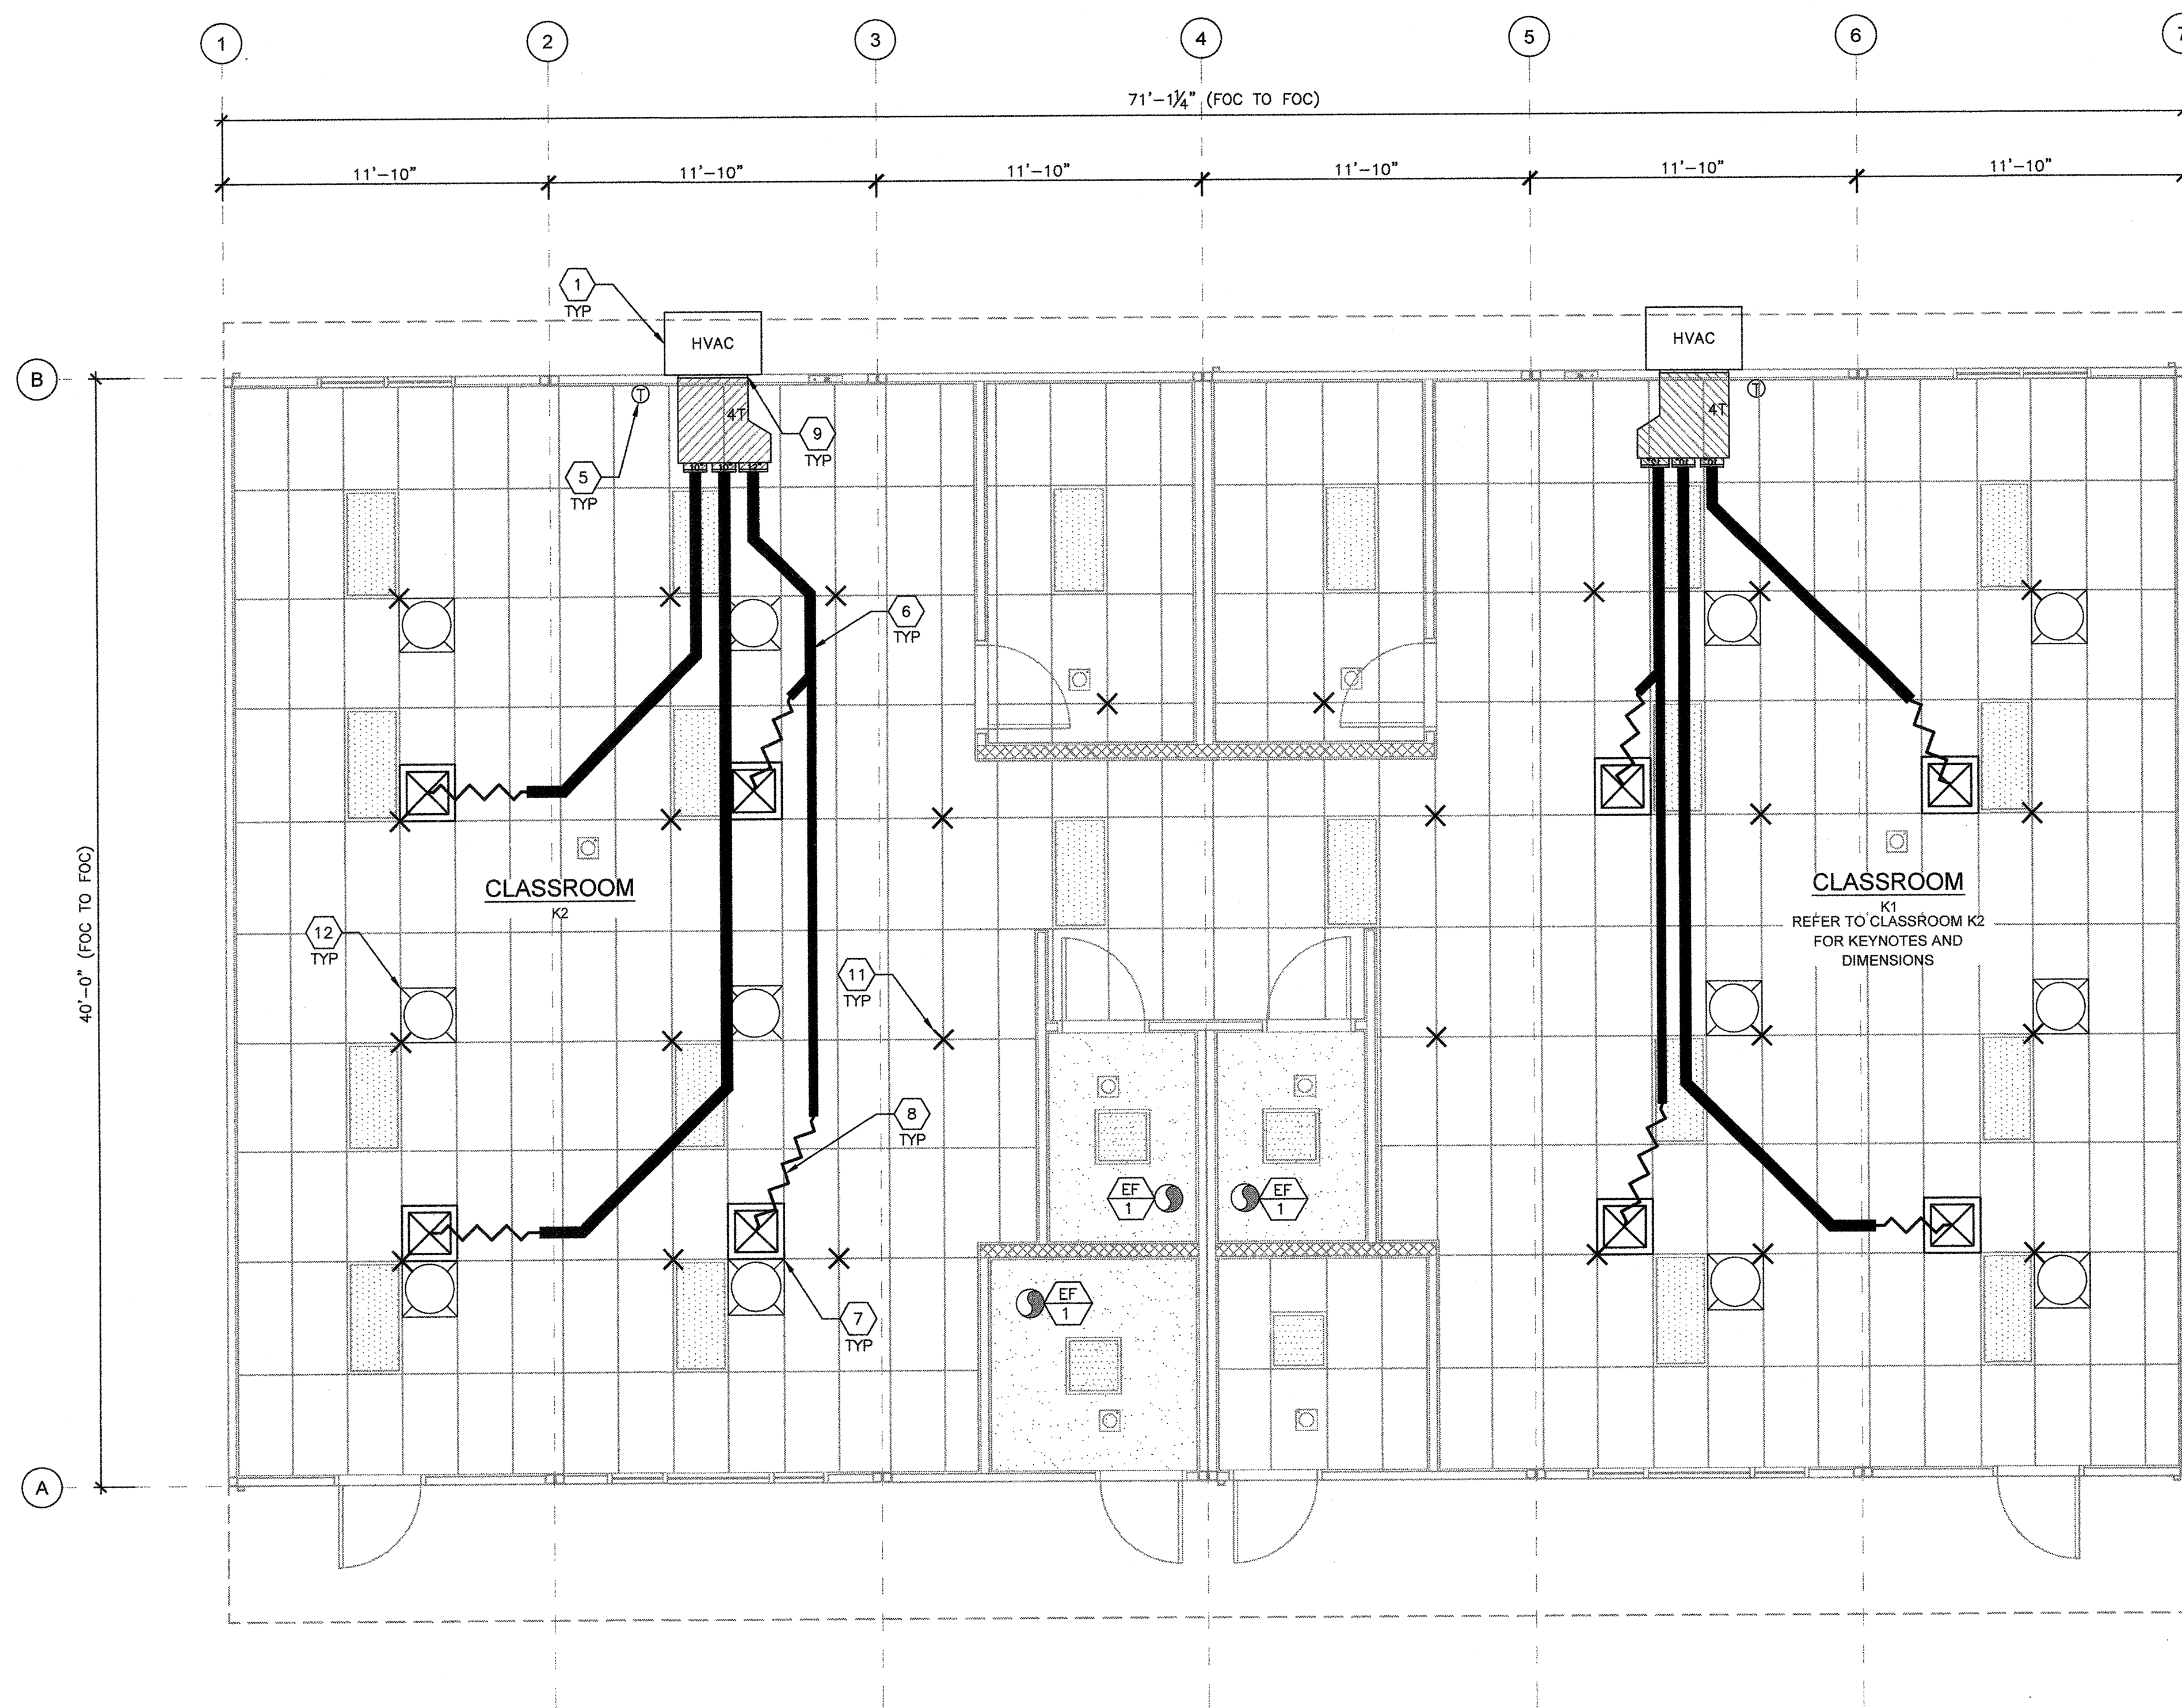 1
2
3
4
5
6
71'-1¼" (FOC TO FOC)
11'-10"
11'-10"
11'-10"
11'-10"
11'-10"
11'-10"
1
TYP
HVAC
HVAC
B
4T
4T
9
TYP
5
TYP
10"
10"
12"
6
TYP
CLASSROOM
K2
CLASSROOM
K1
REFER TO CLASSROOM K2
FOR KEYNOTES AND
DIMENSIONS
40'-0" (FOC TO FOC)
12
TYP
11
TYP
8
TYP
EF
1
EF
1
EF
1
7
TYP
A